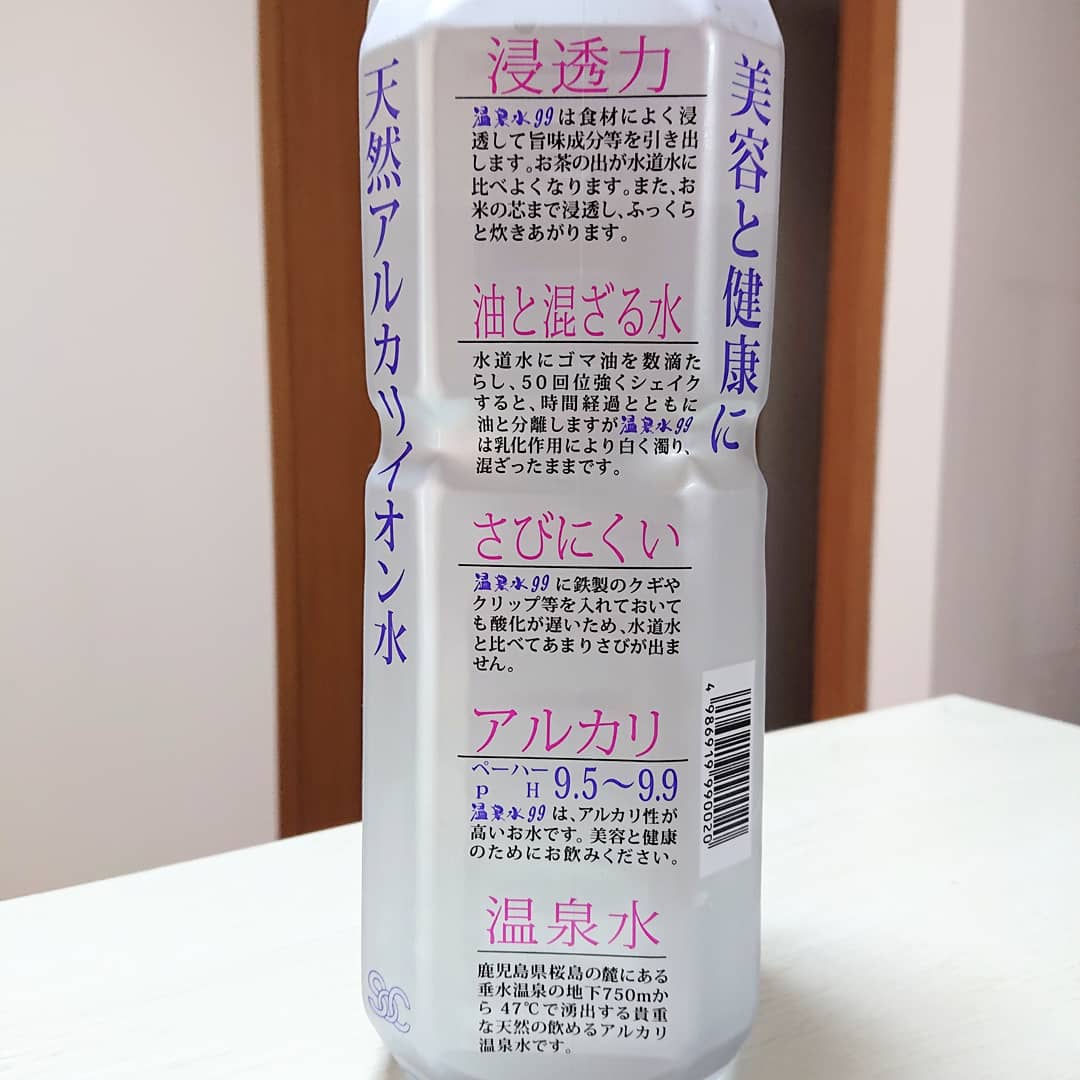 天然アルカリイオン水
浸透力
温泉水99は食材によく浸
透して旨味成分等を引き出
します。お茶の出が水道水に
比べよくなります。また、お
米の芯まで浸透し、ふっくら
と炊きあがります。
油と混ざる水
水道水にゴマ油を数滴た
らし、50回位強くシェイク
すると、時間経過とともに
油と分離しますが温泉水99
は乳化作用により白く濁り、
混ざったままです。
さびにくい
温泉水99に鉄製のクギや
クリップ等を入れておいて
も酸化が遅いため、水道水
と比べてあまりさびが出ま
せん。
アルカリ
ペーハー
pH 9.5〜9.9
温泉水99は、アルカリ性が
高いお水です。美容と健康
のためにお飲みください。
温泉水
鹿児島県桜島の麓にある
垂水温泉の地下750mか
ら47℃で湧出する貴重
な天然の飲めるアルカリ
温泉水です。
美容と健康に
4 986919 990020
SOC